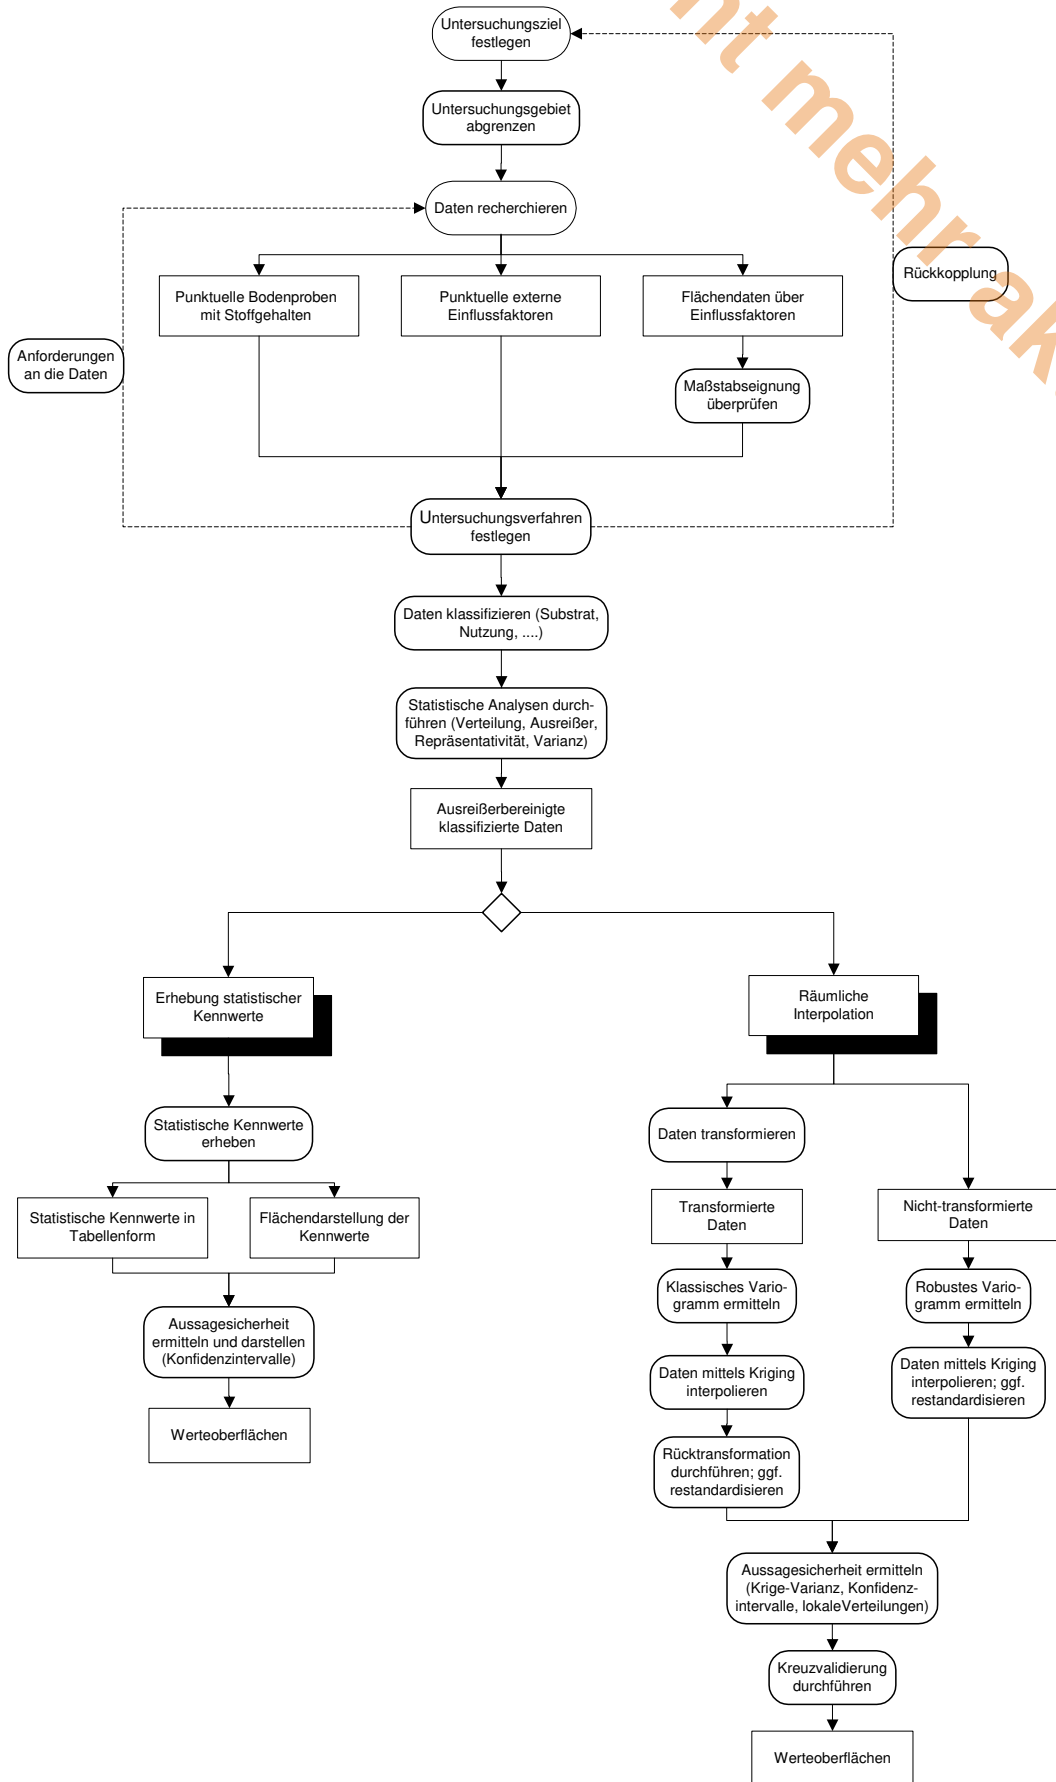 Untersuchungsziel
festlegen
nt mehr
Untersuchungsgebiet
abgrenzen
Daten recherchieren
Rückkopplung
Punktuelle Bodenproben
mit Stoffgehalten
Punktuelle externe
Einflussfaktoren
Flächendaten über
Einflussfaktoren
Anforderungen
an die Daten
Maßstabseignung
überprüfen
Untersuchungsverfahren
festlegen
Daten klassifizieren (Substrat,
Nutzung, ....)
Statistische Analysen durch-
führen (Verteilung, Ausreißer,
Repräsentativität, Varianz)
Ausreißerbereinigte
klassifizierte Daten
Erhebung statistischer
Kennwerte
Räumliche
Interpolation
Statistische Kennwerte
erheben
Daten transformieren
Statistische Kennwerte in
Tabellenform
Flächendarstellung der
Kennwerte
Transformierte
Daten
Nicht-transformierte
Daten
Klassisches Vario-
gramm ermitteln
Robustes Vario-
gramm ermitteln
Aussagesicherheit
ermitteln und darstellen
(Konfidenzintervalle)
Daten mittels Kriging
interpolieren
Daten mittels Kriging
interpolieren; ggf.
restandardisieren
Werteoberflächen
Rücktransformation
durchführen; ggf.
restandardisieren
Aussagesicherheit ermitteln
(Krige-Varianz, Konfidenz-
intervalle, lokaleVerteilungen)
Kreuzvalidierung
durchführen
Werteoberflächen